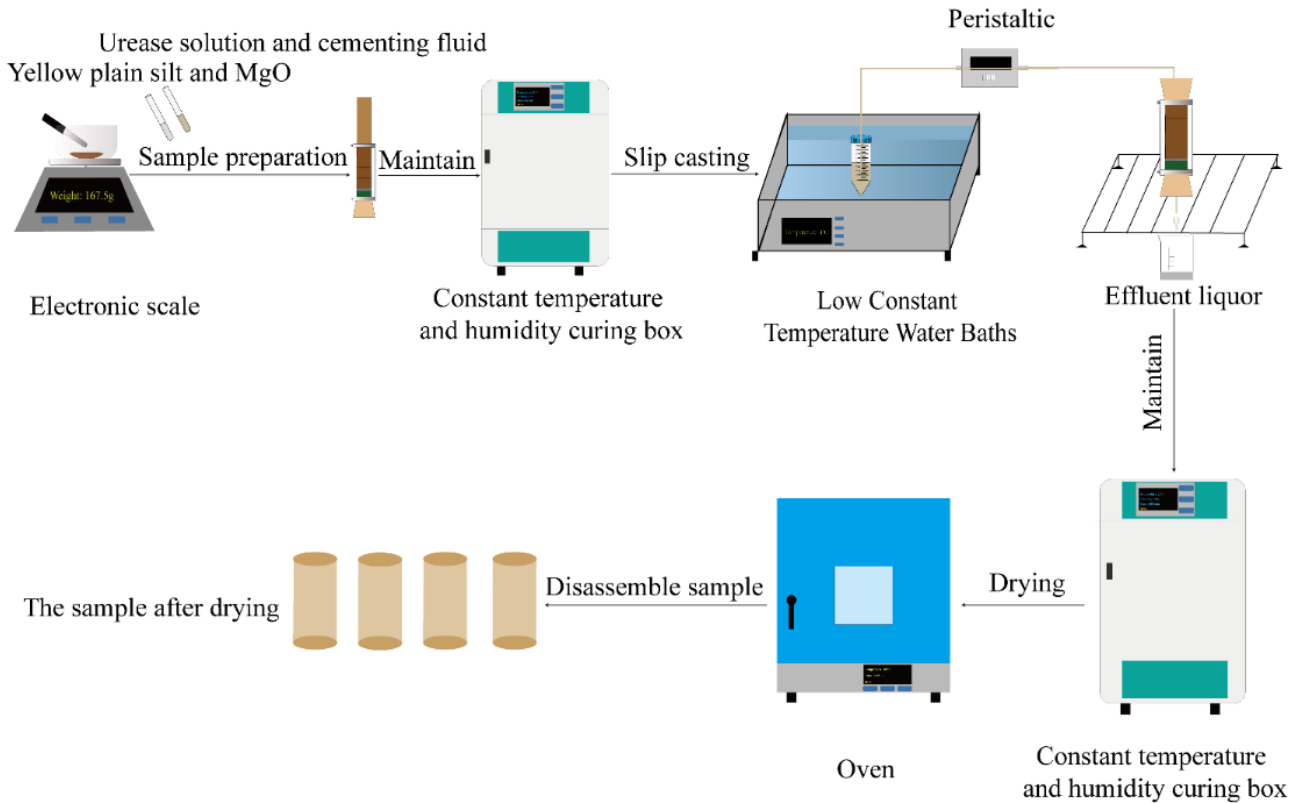 Urease solution and cementing fluid
Yellow plain silt and MgO
Peristaltic
Sample preparation
Maintain
Slip casting
Weight: 167.5g
Electronic scale
Constant temperature
and humidity curing box
Low Constant
Temperature Water Baths
Effluent liquor
Maintain
The sample after drying
Disassemble sample
Drying
Oven
Constant temperature
and humidity curing box